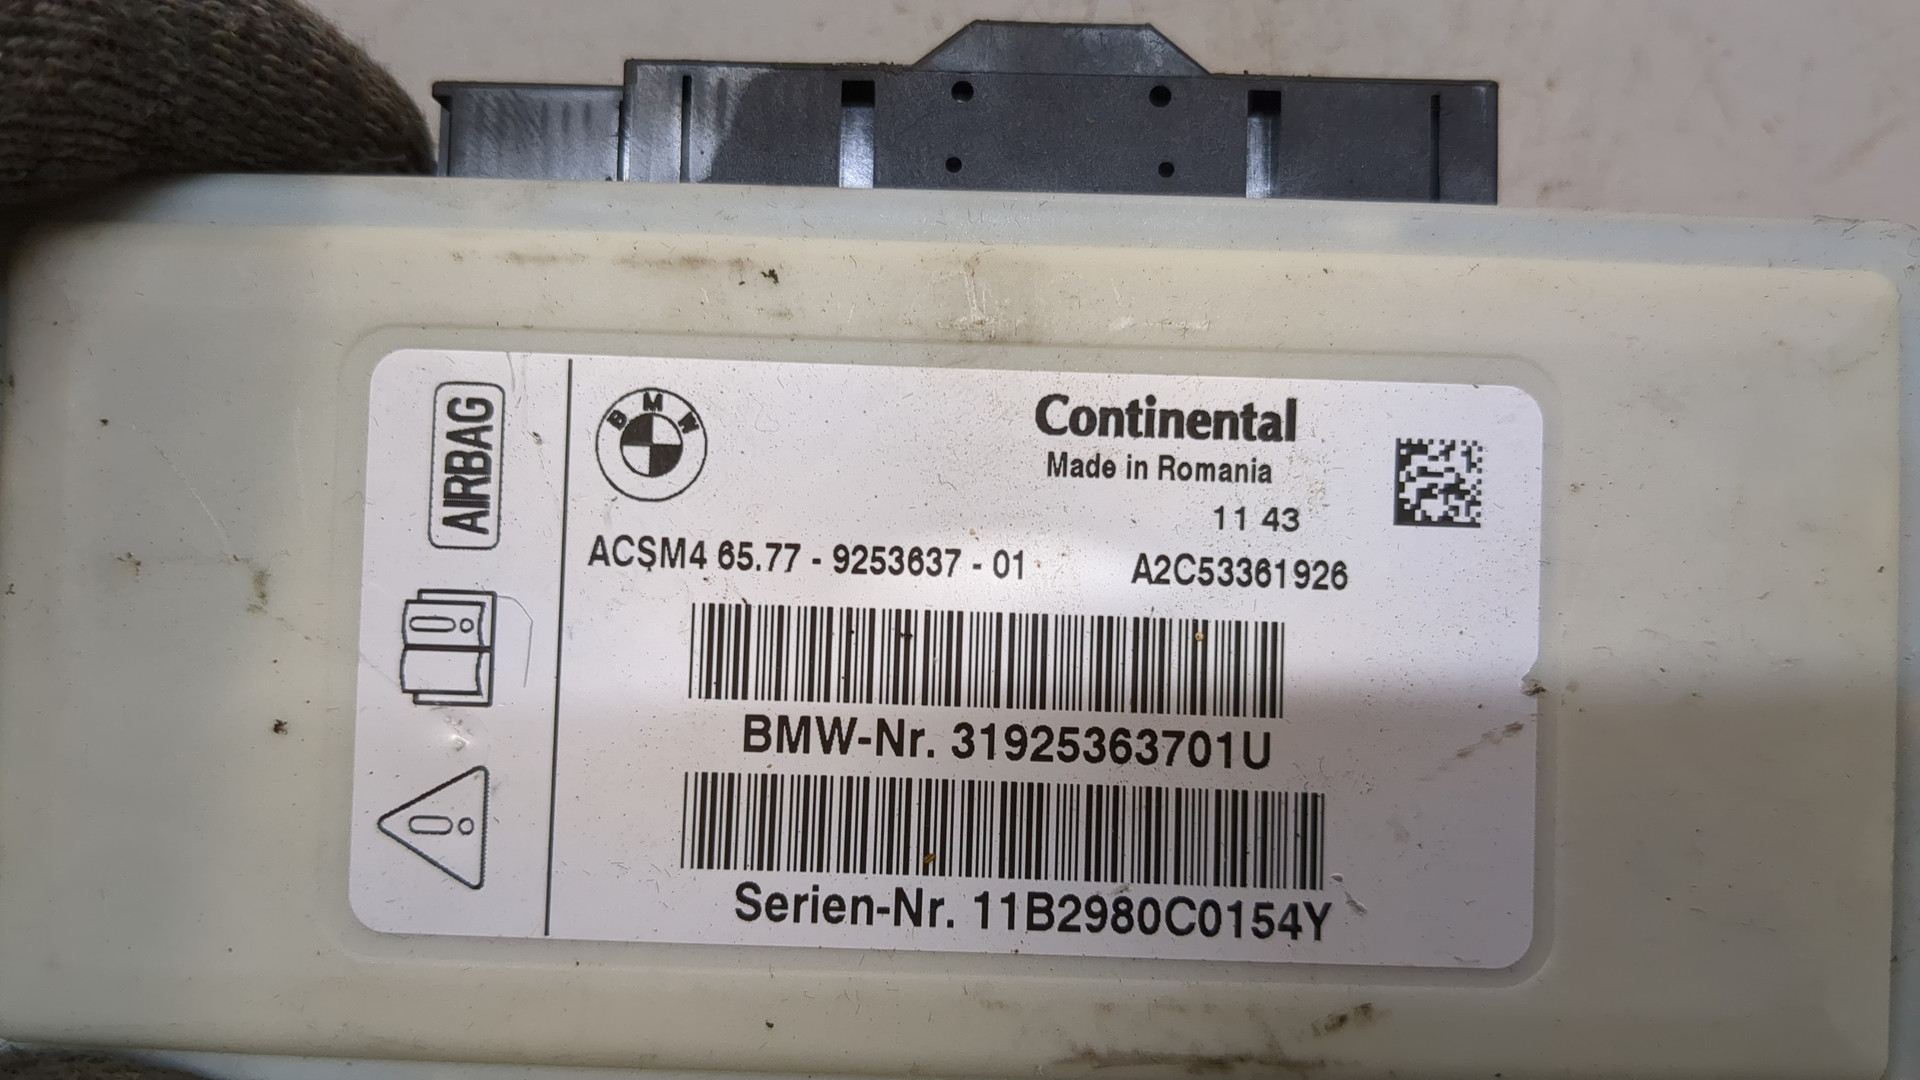 AIRBAG
BMW
Continental
Made in Romania
11 43
ACSM4 65.77 - 9253637 - 01 A2C53361926
BMW-Nr. 31925363701U
Serien-Nr. 11B2980C0154Y